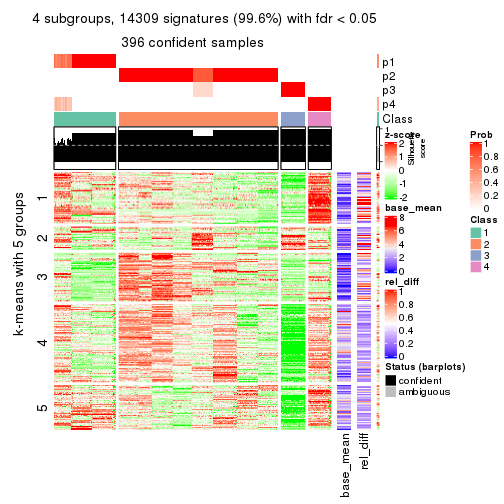 4 subgroups, 14309 signatures (99.6%) with fdr < 0.05
396 confident samples
p1
p2
p3
p4
Class
1
Silhouette
score
k-means with 5 groups
1
2
3
4
5
base_mean
rel_diff
z-score
2
1
0
-1
-2
base_mean
8
6
4
2
0
rel_diff
1
0.8
0.6
0.4
0.2
0
Status (barplots)
confident
ambiguous
Prob
1
0.8
0.6
0.4
0.2
0
Class
1
2
3
4